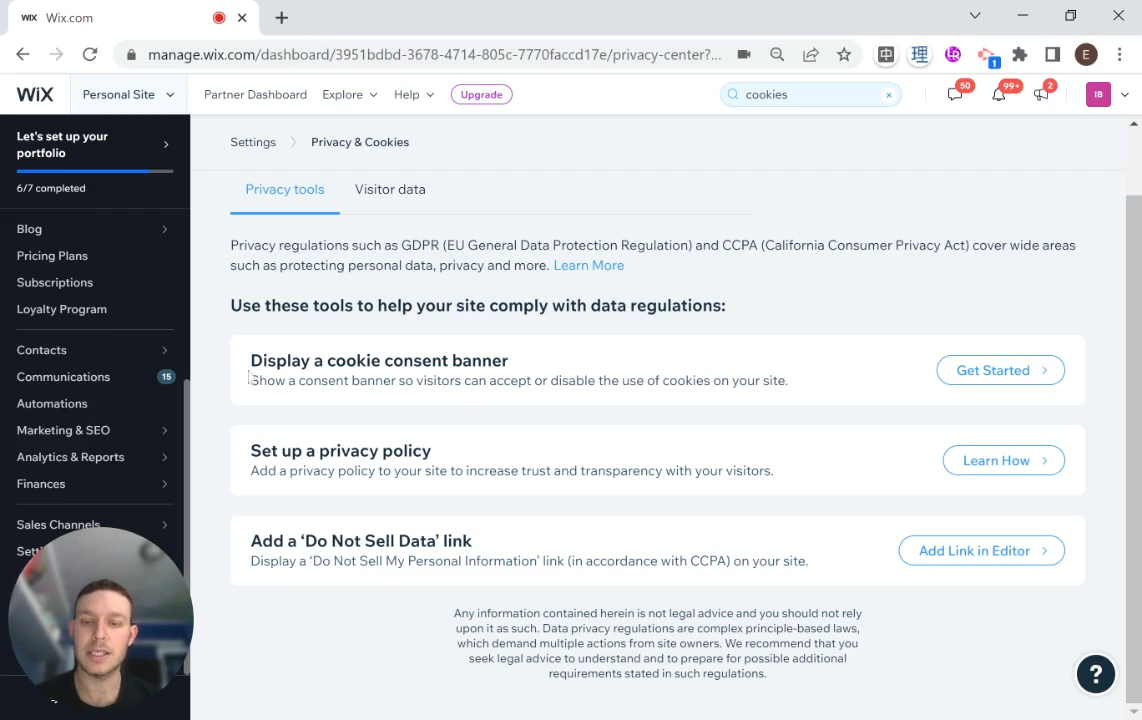 WiX Wix.com
manage.wix.com/dashboard/3951bdbd-3678-4714-805c-7770faccd17e/privacy-center?...
中 理 1 E
WiX Personal Site Partner Dashboard Explore Help Upgrade cookies 50 99+ 2 IB
Let's set up your
portfolio
6/7 completed
Blog
Pricing Plans
Subscriptions
Loyalty Program
Contacts
Communications 15
Automations
Marketing & SEO
Analytics & Reports
Finances
Sales Channels
Settings > Privacy & Cookies
Privacy tools Visitor data
Privacy regulations such as GDPR (EU General Data Protection Regulation) and CCPA (California Consumer Privacy Act) cover wide areas
such as protecting personal data, privacy and more. Learn More
Use these tools to help your site comply with data regulations:
Display a cookie consent banner
Show a consent banner so visitors can accept or disable the use of cookies on your site.
Get Started
Set up a privacy policy
Add a privacy policy to your site to increase trust and transparency with your visitors.
Learn How
Add a ‘Do Not Sell Data’ link
Display a ‘Do Not Sell My Personal Information’ link (in accordance with CCPA) on your site.
Add Link in Editor
Any information contained herein is not legal advice and you should not rely
upon it as such. Data privacy regulations are complex principle-based laws,
which demand multiple actions from site owners. We recommend that you
seek legal advice to understand and to prepare for possible additional
requirements stated in such regulations.
?